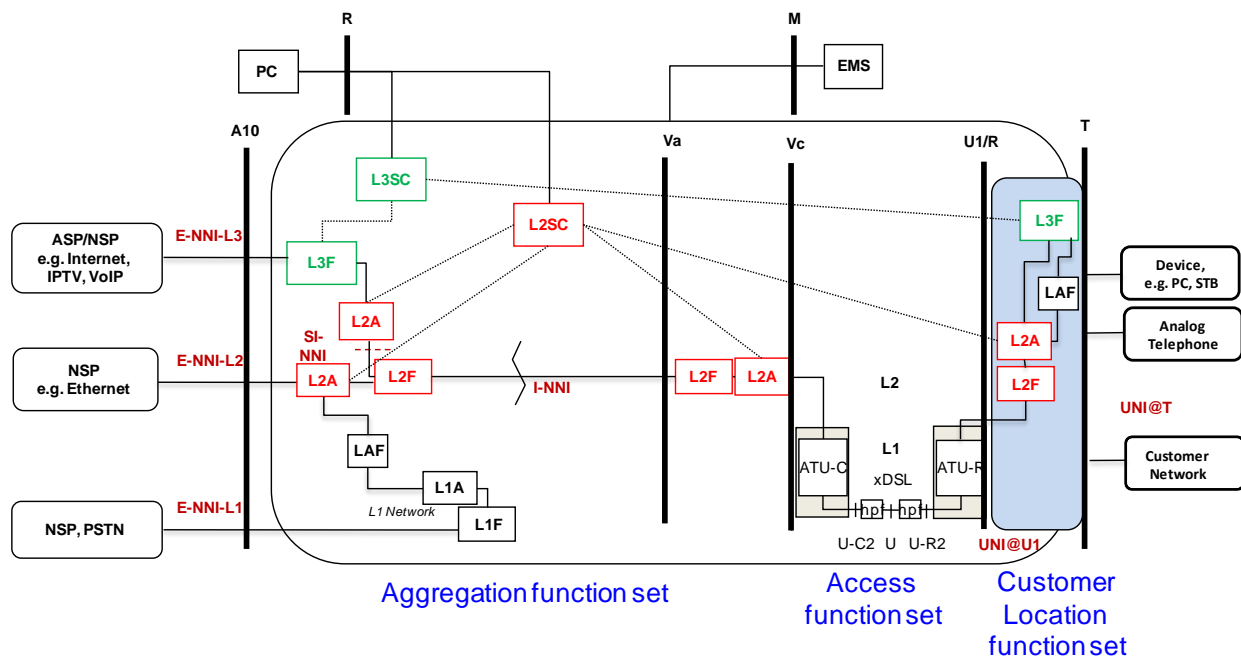 R
M
PC
EMS
A10
Va
Vc
U1/R
T
L3SC
L2SC
L3F
ASP/NSP
e.g. Internet,
IPTV, VoIP
E-NNI-L3
L3F
Device,
e.g. PC, STB
LAF
L2A
SI-
NNI
Analog
Telephone
L2A
NSP
e.g. Ethernet
E-NNI-L2
L2A
L2F
I-NNI
L2F
L2A
L2
L2F
UNI@T
LAF
ATU-C
L1
xDSL
ATU-R
Customer
Network
L1A
L1 Network
L1F
hpf
hpf
NSP, PSTN
E-NNI-L1
U-C2
U
U-R2
UNI@U1
Aggregation function set
Access
function set
Customer
Location
function set